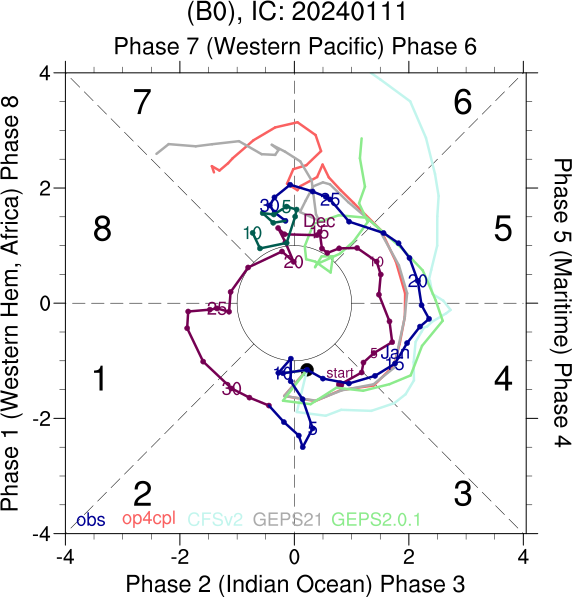 (B0), IC: 20240111
Phase 7 (Western Pacific) Phase 6
Phase 1 (Western Hem, Africa) Phase 8
Phase 5 (Maritime) Phase 4
4
2
0
-2
-4
7
6
8
5
1
4
2
3
30
5
25
Dec
15
10
20
10
20
25
Jan
5
15
start
10
30
5
obs
op4cpl
CFSv2
GEPS21
GEPS2.0.1
-4
-2
0
2
4
Phase 2 (Indian Ocean) Phase 3